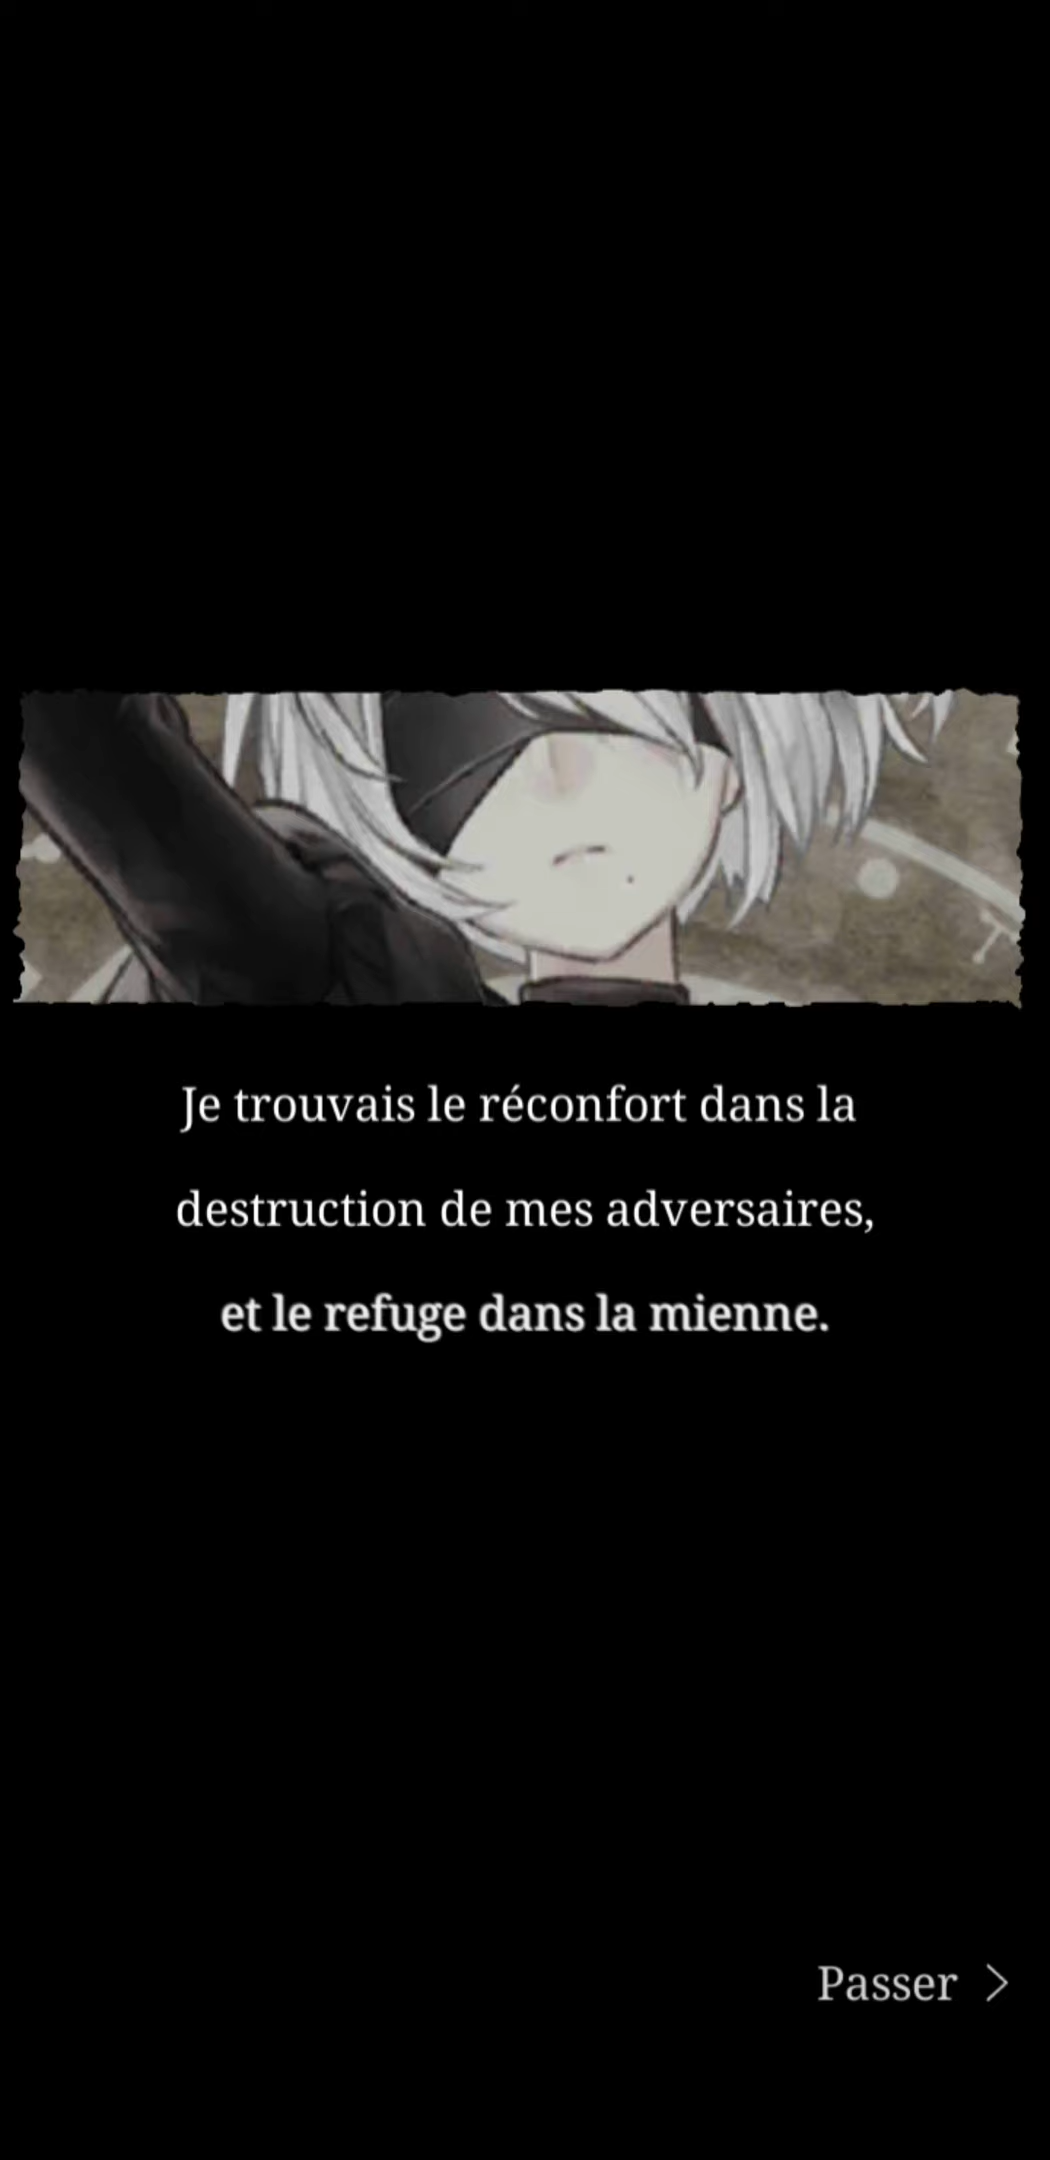 Je trouvais le réconfort dans la
destruction de mes adversaires,
et le refuge dans la mienne.
Passer